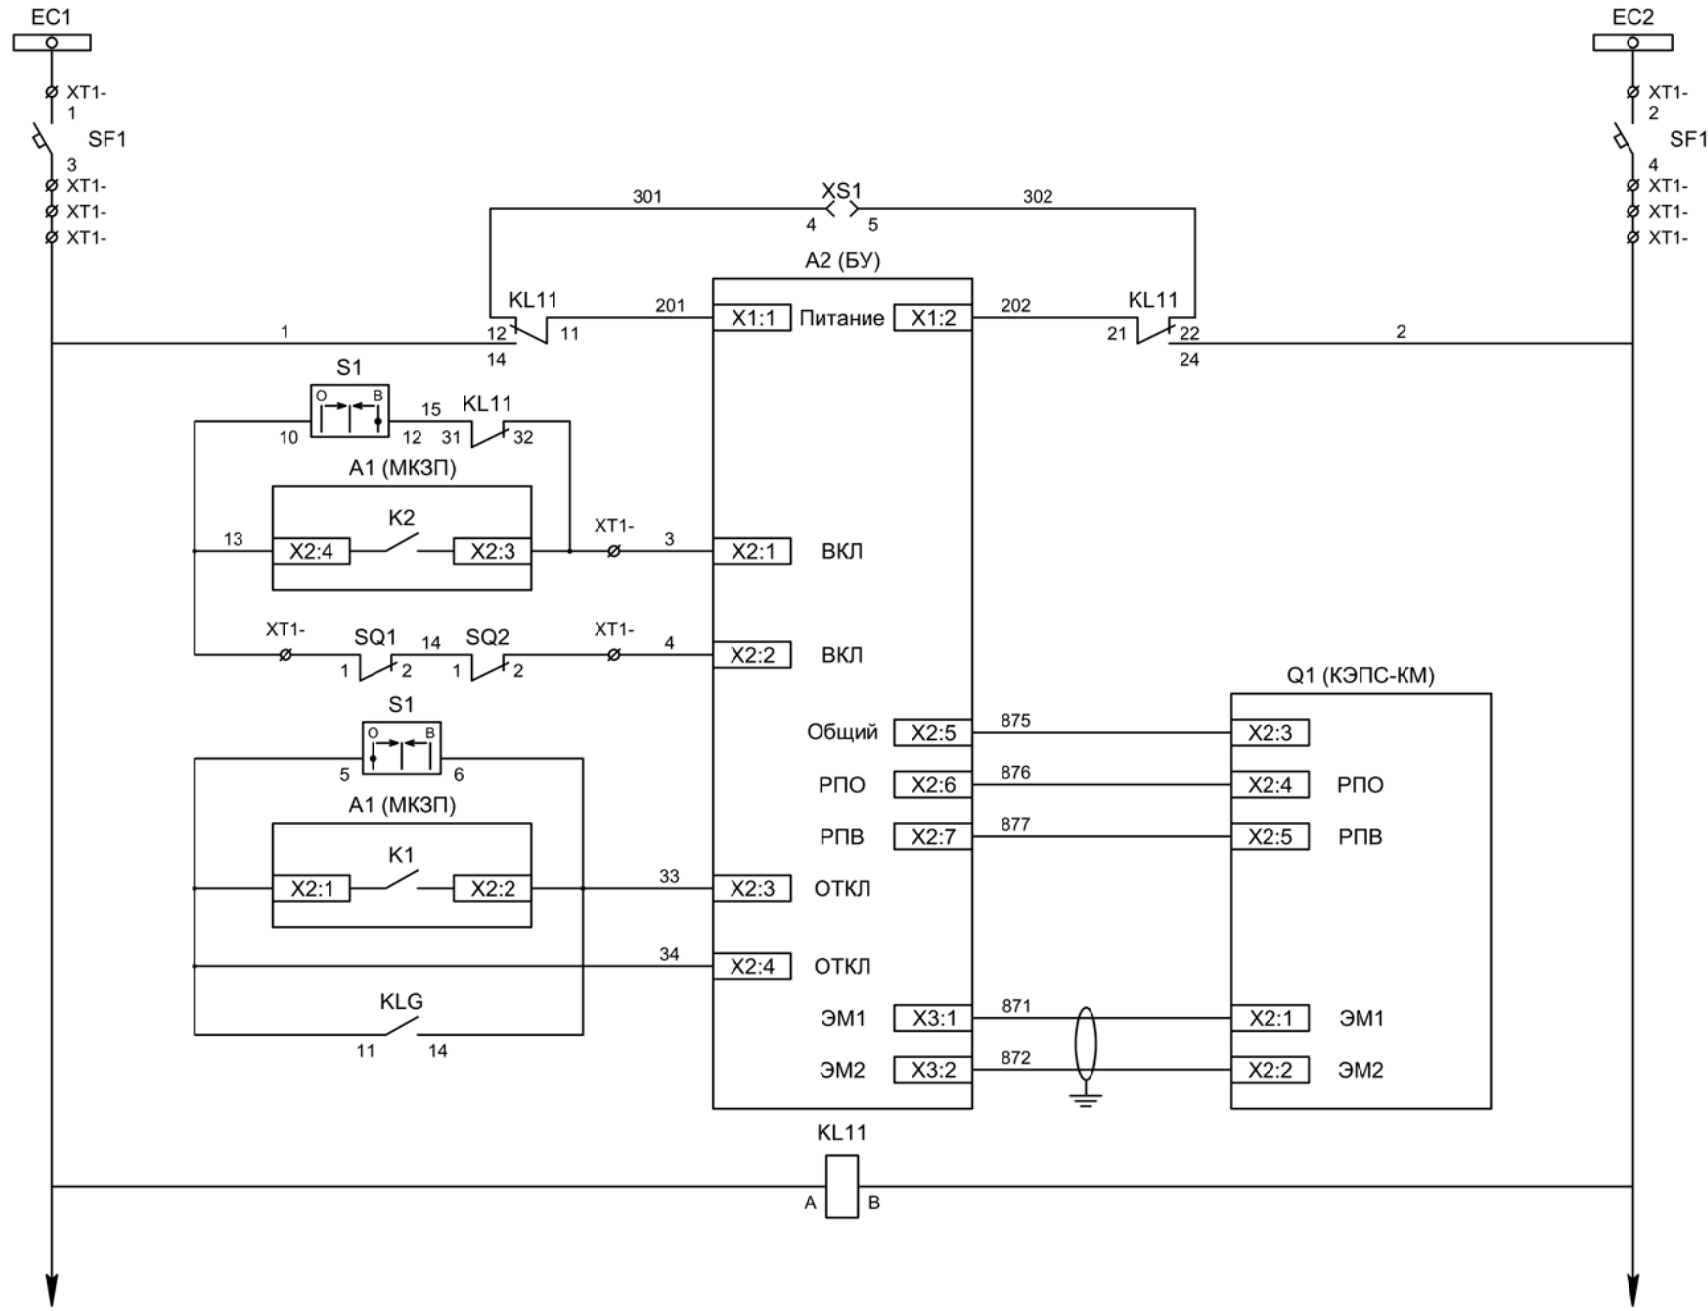 EC1
EC2
XT1-
XT1-
1
2
SF1
SF1
3
4
XT1-
XT1-
XT1-
XT1-
XT1-
XT1-
301
XS1
302
4
5
A2 (БУ)
KL11
201
X1:1
Питание
X1:2
202
KL11
1
12
11
21
22
2
14
24
S1
O
B
15
KL11
10
12
31
32
A1 (МКЗП)
K2
XT1-
13
X2:4
X2:3
3
X2:1
ВКЛ
XT1-
SQ1
14
SQ2
XT1-
4
X2:2
ВКЛ
1
2
1
2
Q1 (КЭПС-КМ)
S1
O
B
5
6
Общий
X2:5
875
X2:3
РПО
X2:6
876
X2:4
РПО
A1 (МКЗП)
РПВ
X2:7
877
X2:5
РПВ
K1
X2:1
X2:2
33
X2:3
ОТКЛ
34
X2:4
ОТКЛ
KLG
11
14
ЭМ1
X3:1
871
X2:1
ЭМ1
ЭМ2
X3:2
872
X2:2
ЭМ2
KL11
A
B